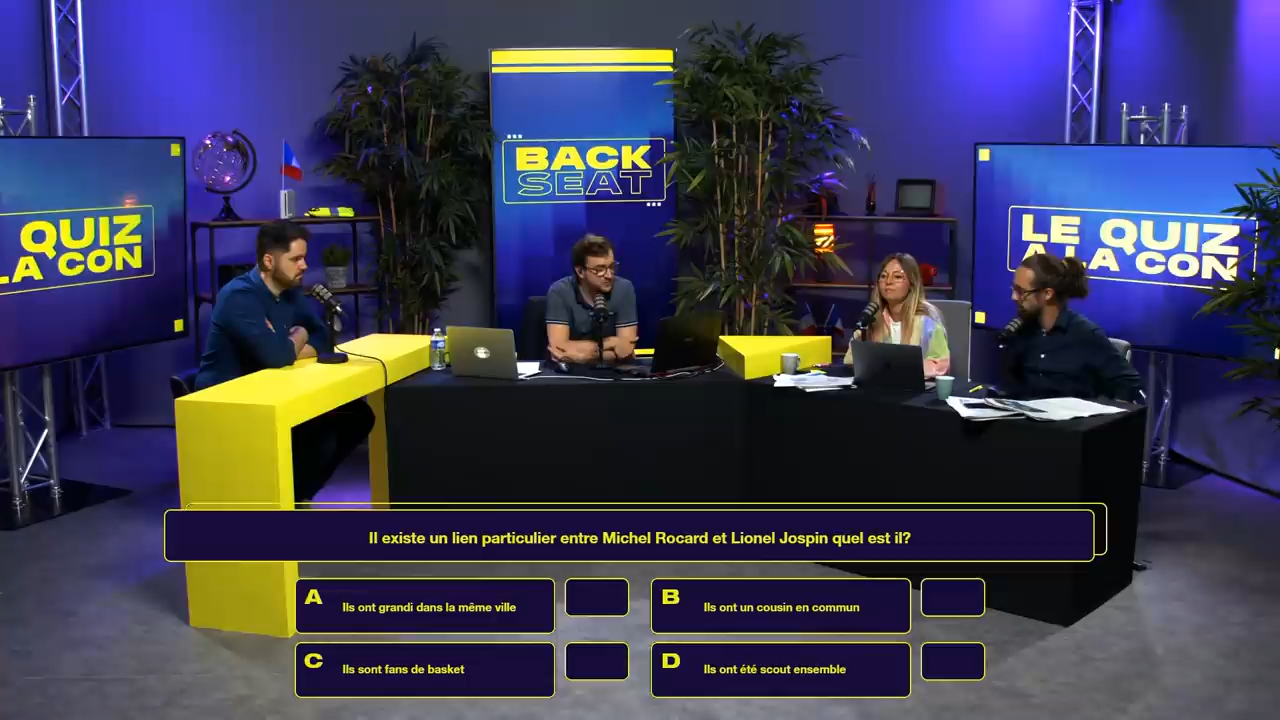 BACK
SEAT
QUIZ
LA CON
LE QUIZ
A LA CON
Il existe un lien particulier entre Michel Rocard et Lionel Jospin quel est il?
A
Ils ont grandi dans la même ville
B
Ils ont un cousin en commun
C
Ils sont fans de basket
D
Ils ont été scout ensemble